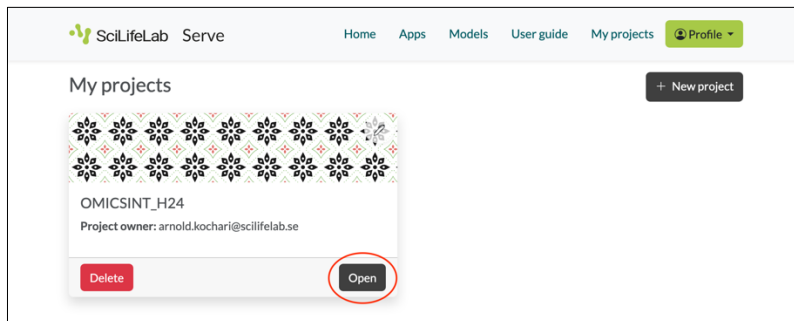 SciLifeLab Serve Home Apps Models User guide My projects Profile
My projects
+ New project
OMICSINT_H24
Project owner: arnold.kochari@scilifelab.se
Delete Open